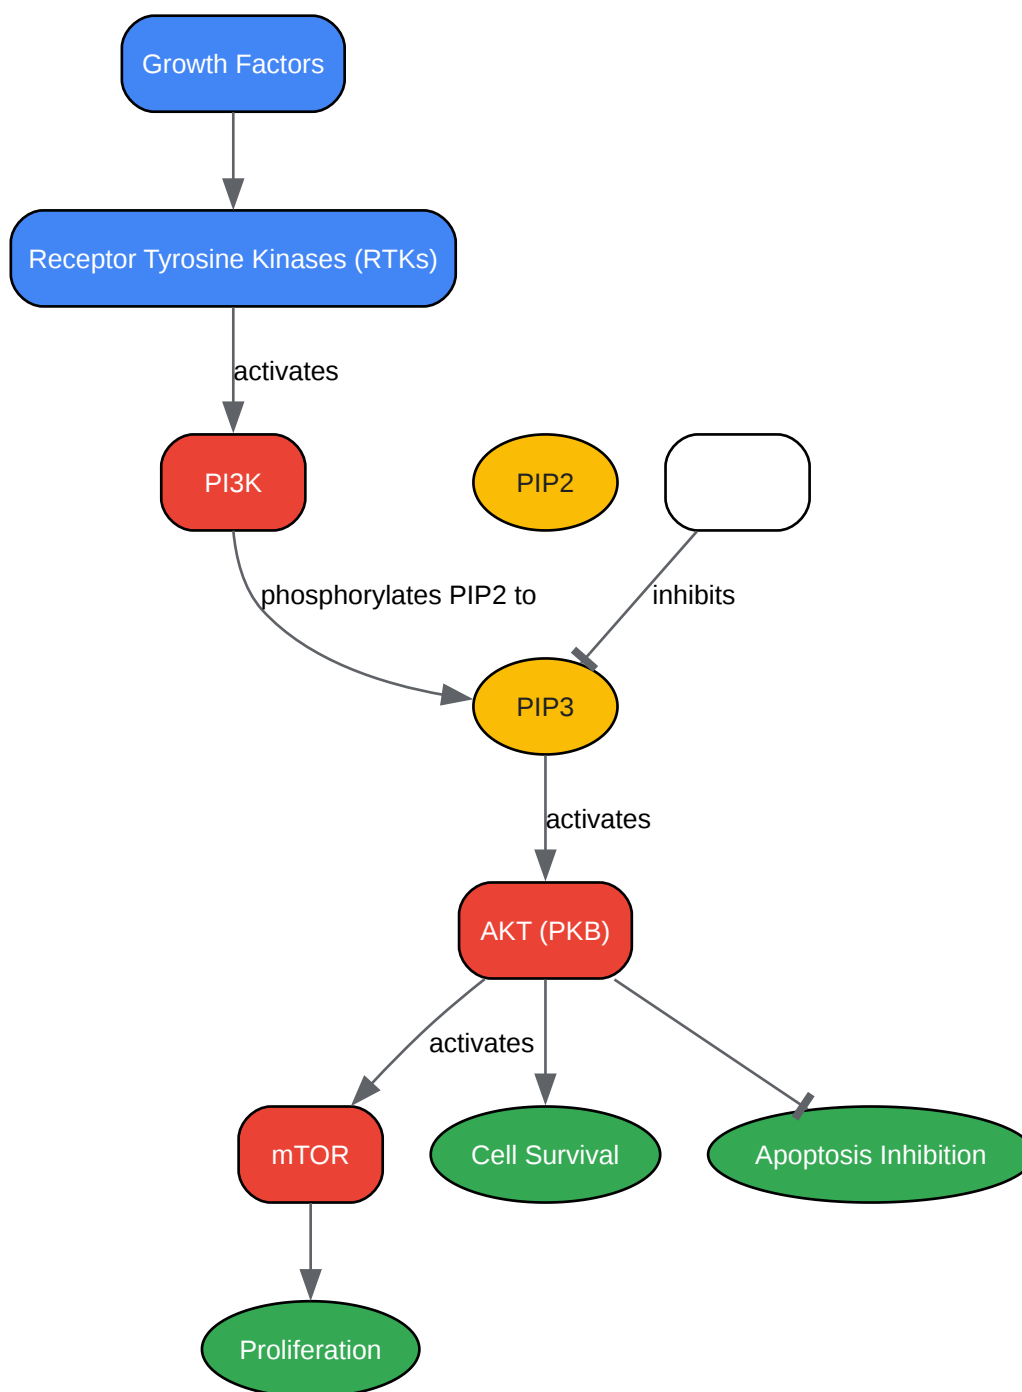 Growth Factors
Receptor Tyrosine Kinases (RTKs)
activates
PI3K
PIP2
phosphorylates PIP2 to
inhibits
PIP3
activates
AKT (PKB)
activates
mTOR
Cell Survival
Apoptosis Inhibition
Proliferation